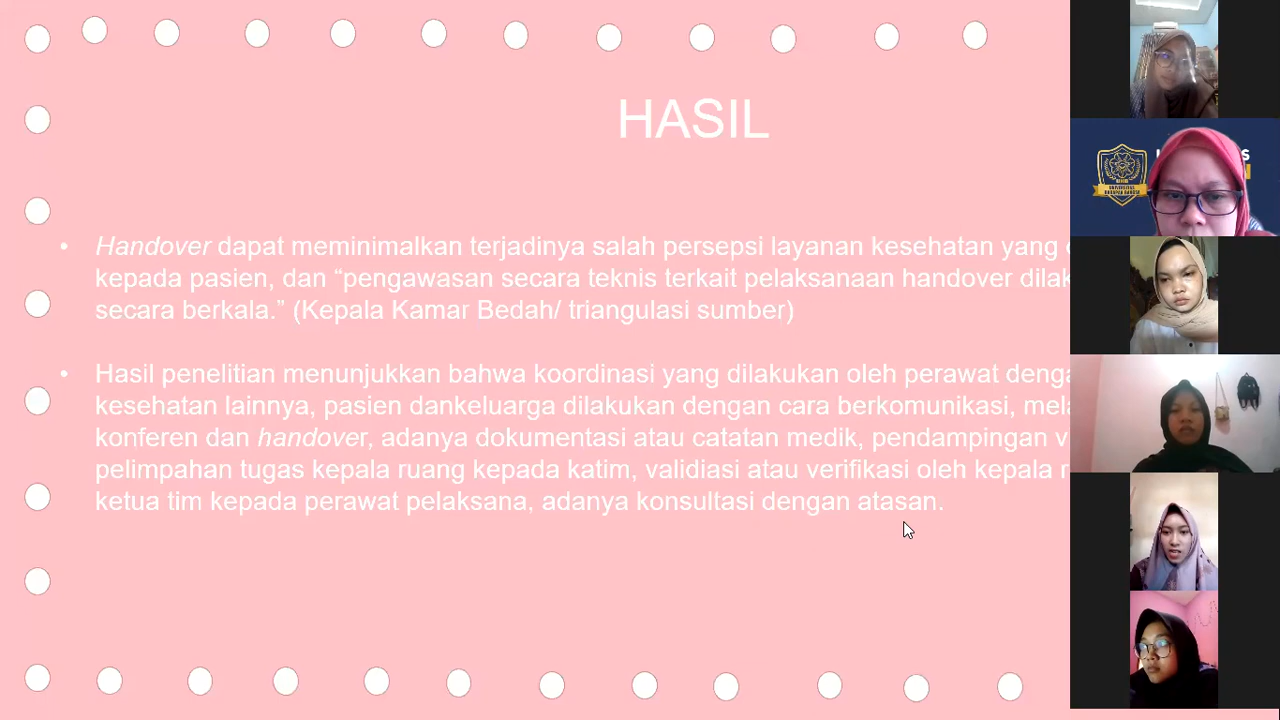 HASIL
• Handover dapat meminimalkan terjadinya salah persepsi layanan kesehatan yang
kepada pasien, dan “pengawasan secara teknis terkait pelaksanaan handover
secara berkala.” (Kepala Kamar Bedah/ triangulasi sumber)
• Hasil penelitian menunjukkan bahwa koordinasi yang dilakukan oleh perawat
kesehatan lainnya, pasien dankeluarga dilakukan dengan cara berkomunikasi,
konferen dan handover, adanya dokumentasi atau catatan medik, pendampingan
pelimpahan tugas kepala ruang kepada katim, validiasi atau verifikasi oleh kepala
ketua tim kepada perawat pelaksana, adanya konsultasi dengan atasan.
UNIVERSITAS